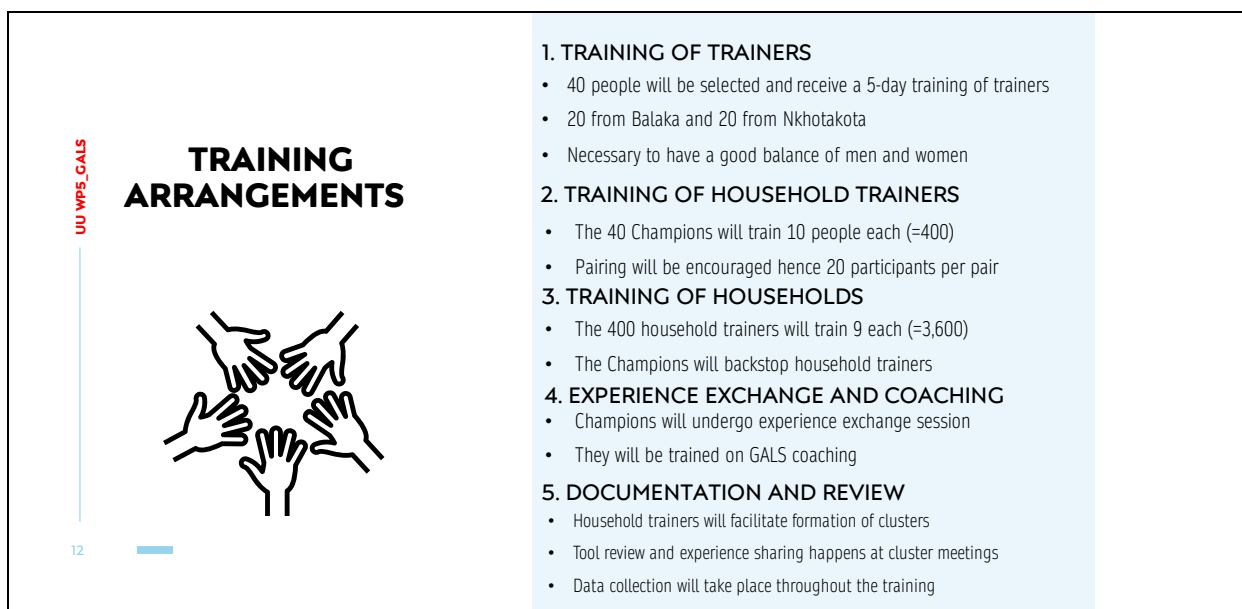 UU WP5_GALS
TRAINING
ARRANGEMENTS
12
1. TRAINING OF TRAINERS
• 40 people will be selected and receive a 5-day training of trainers
• 20 from Balaka and 20 from Nkhotakota
• Necessary to have a good balance of men and women
2. TRAINING OF HOUSEHOLD TRAINERS
• The 40 Champions will train 10 people each (=400)
• Pairing will be encouraged hence 20 participants per pair
3. TRAINING OF HOUSEHOLDS
• The 400 household trainers will train 9 each (=3,600)
• The Champions will backstop household trainers
4. EXPERIENCE EXCHANGE AND COACHING
• Champions will undergo experience exchange session
• They will be trained on GALS coaching
5. DOCUMENTATION AND REVIEW
• Household trainers will facilitate formation of clusters
• Tool review and experience sharing happens at cluster meetings
• Data collection will take place throughout the training